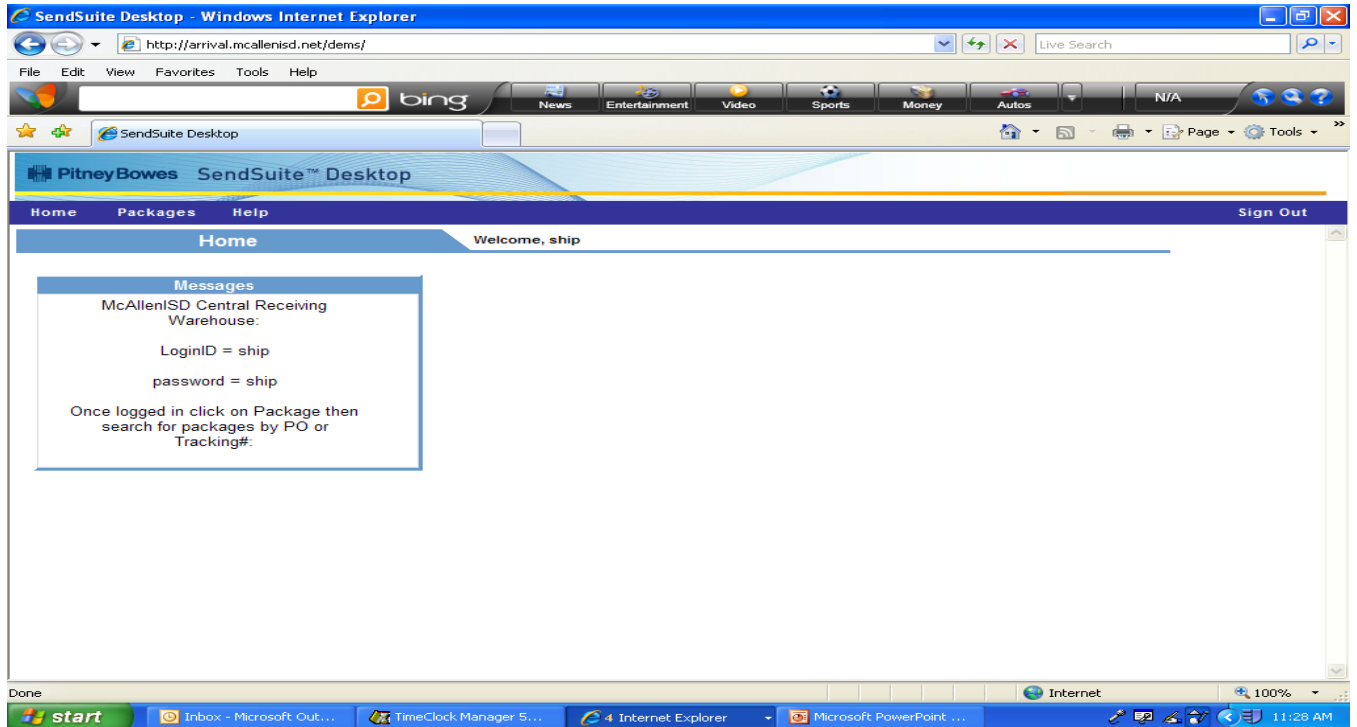 SendSuite Desktop - Windows Internet Explorer
http://arrival.mcallenisd.net/dems/
Live Search
File Edit View Favorites Tools Help
bing News Entertainment Video Sports Money Autos N/A
SendSuite Desktop
Page Tools
PitneyBowes SendSuite™ Desktop
Home Packages Help Sign Out
Home
Welcome, ship
Messages
McAllenISD Central Receiving
Warehouse:
LoginID = ship
password = ship
Once logged in click on Package then
search for packages by PO or
Tracking#:
Done Internet 100%
start Inbox - Microsoft Out... TimeClock Manager 5... 4 Internet Explorer Microsoft PowerPoint ... 11:28 AM